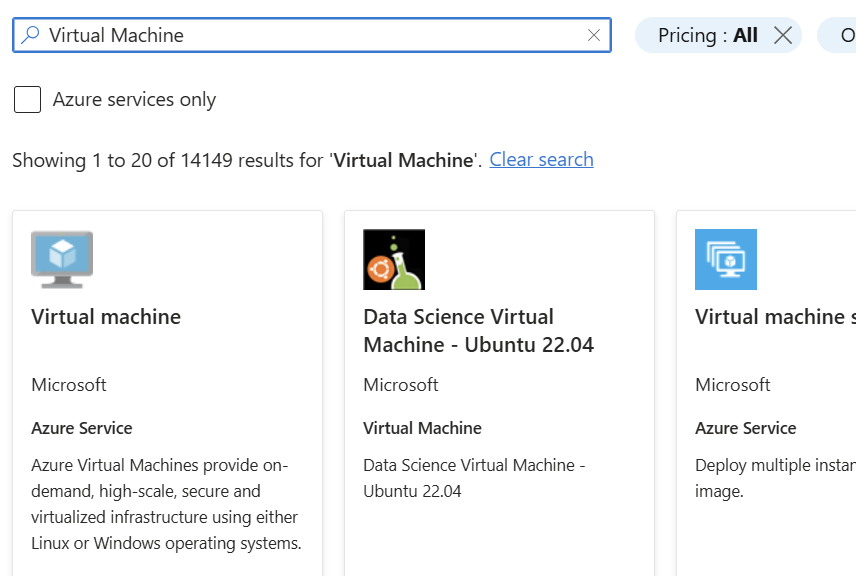 Virtual Machine
Pricing : All
Azure services only
Showing 1 to 20 of 14149 results for 'Virtual Machine'. Clear search
Virtual machine
Microsoft
Azure Service
Azure Virtual Machines provide on-
demand, high-scale, secure and
virtualized infrastructure using either
Linux or Windows operating systems.
Data Science Virtual
Machine - Ubuntu 22.04
Microsoft
Virtual Machine
Data Science Virtual Machine -
Ubuntu 22.04
Virtual machine s
Microsoft
Azure Service
Deploy multiple instan
image.